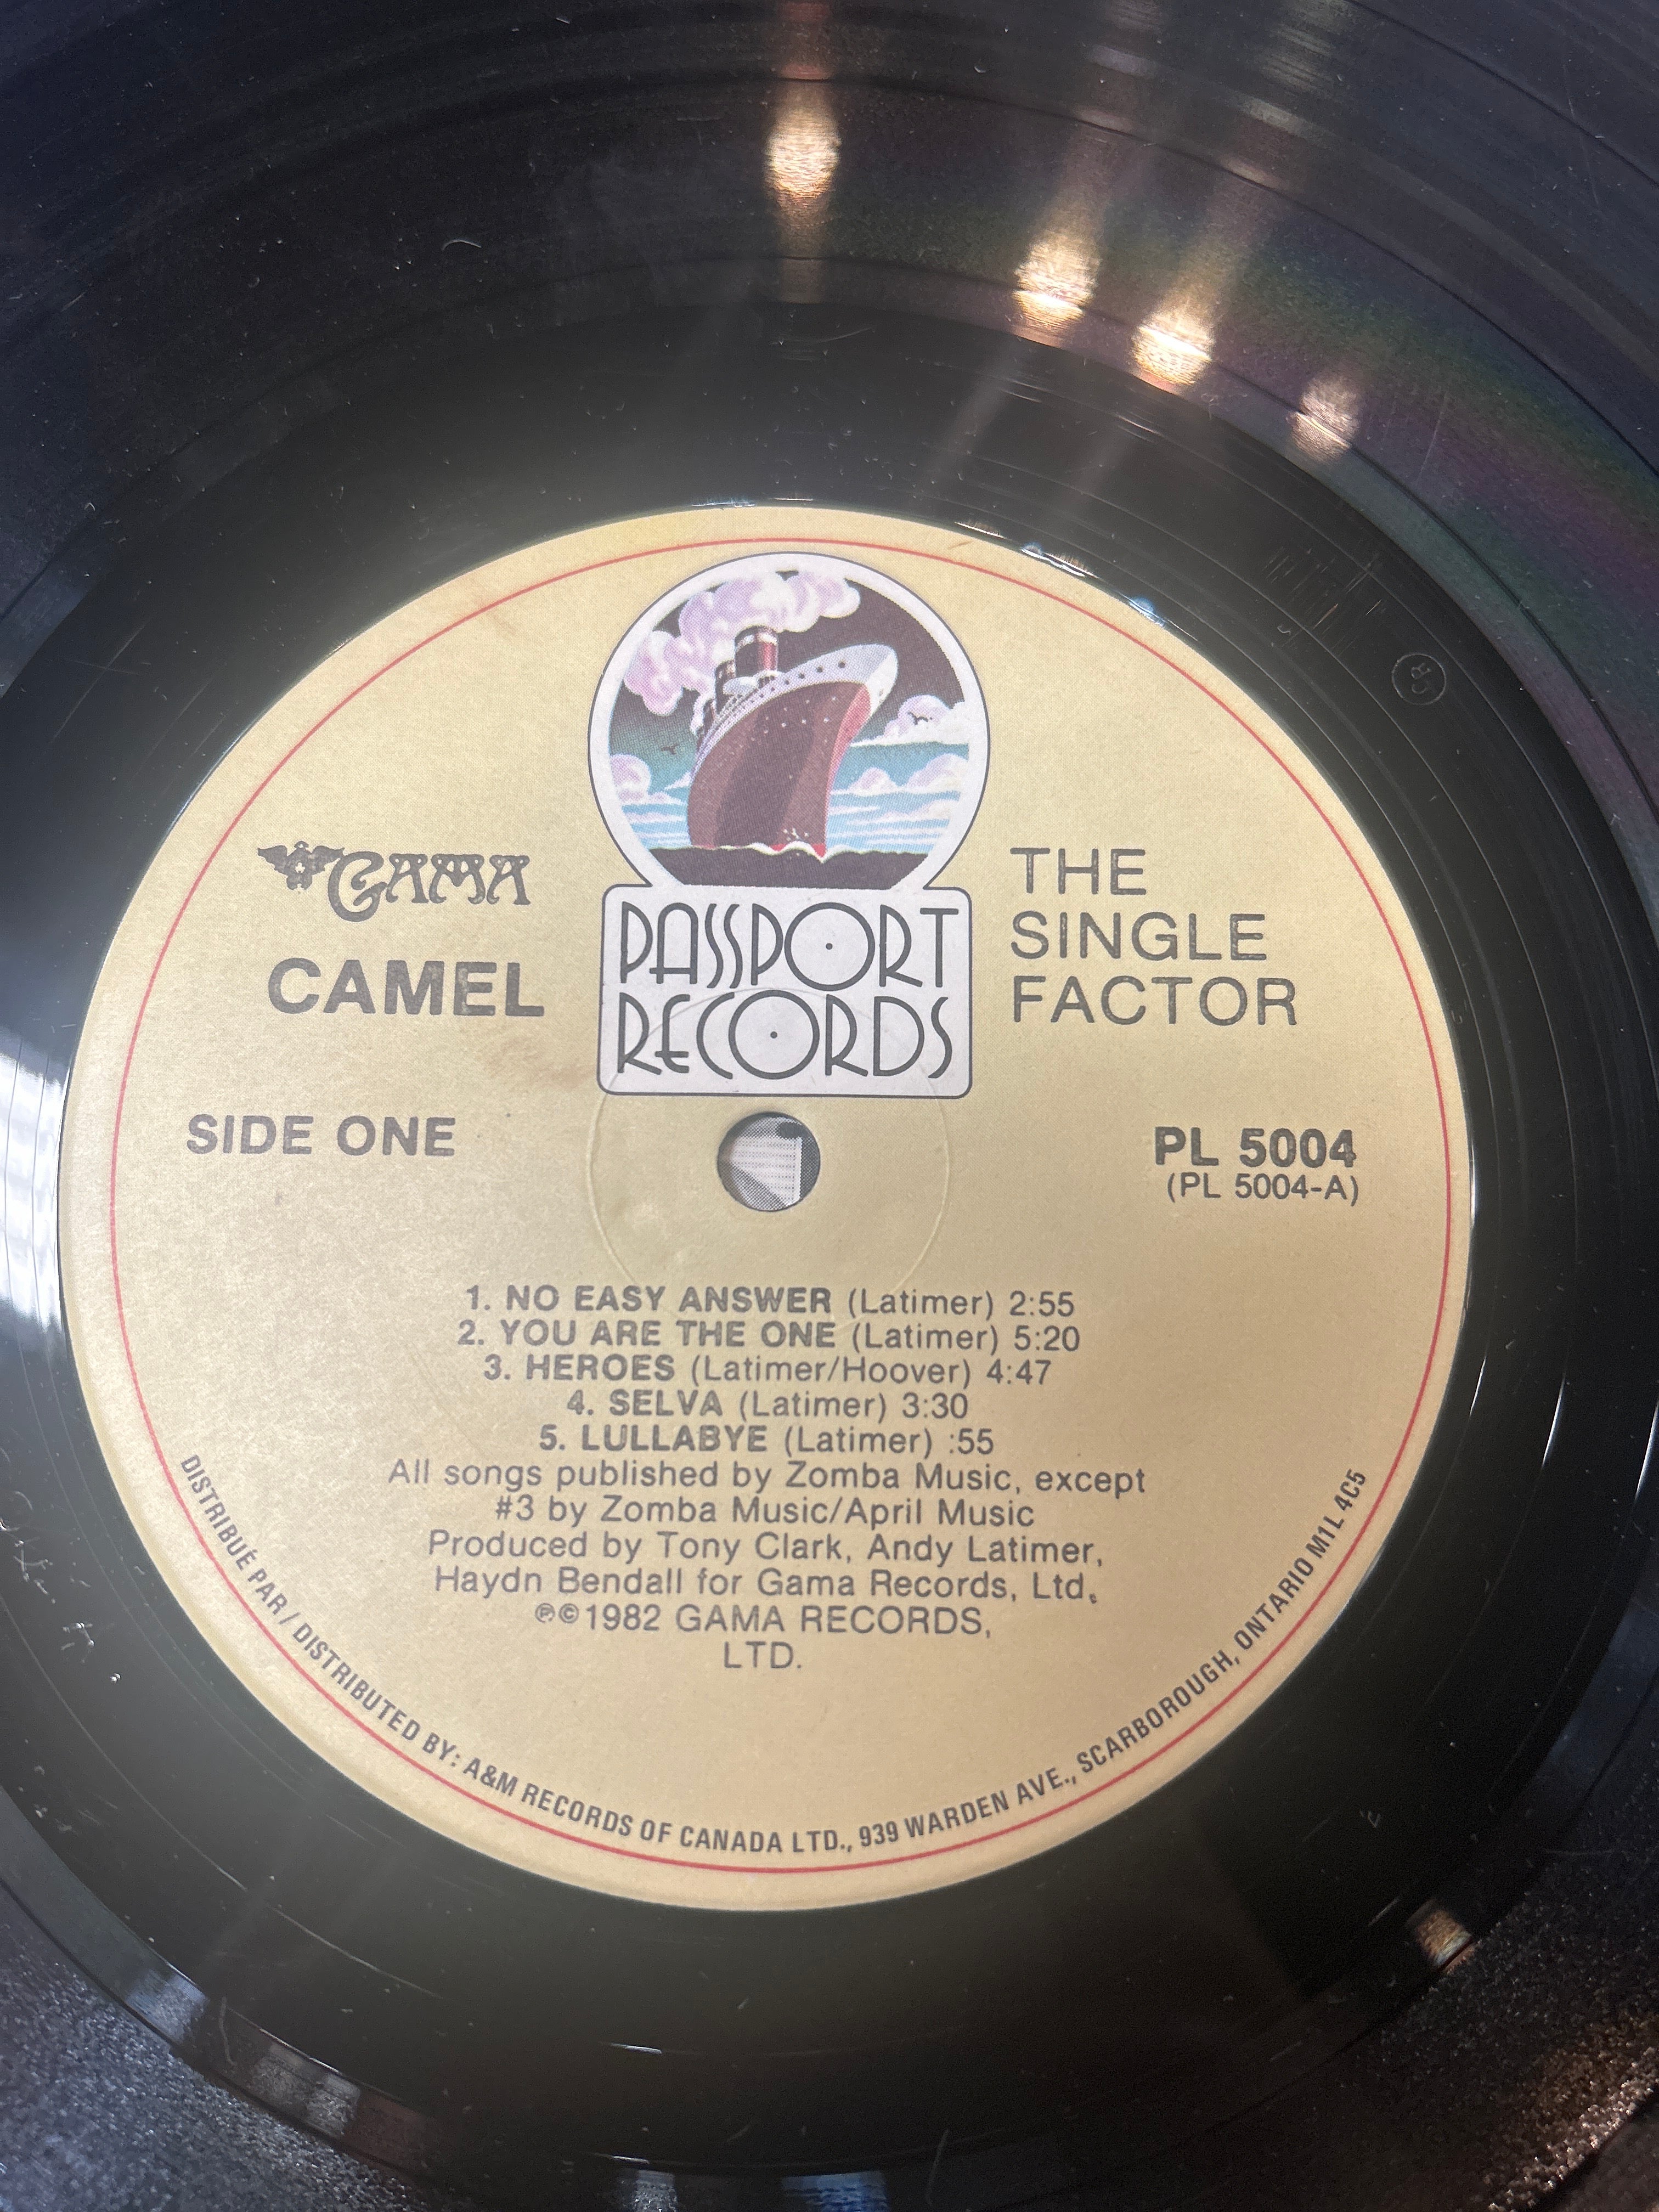 GAMA
CAMEL
PASSPORT
RECORDS
THE
SINGLE
FACTOR
SIDE ONE
PL 5004
(PL 5004-A)
1. NO EASY ANSWER (Latimer) 2:55
2. YOU ARE THE ONE (Latimer) 5:20
3. HEROES (Latimer/Hoover) 4:47
4. SELVA (Latimer) 3:30
5. LULLABYE (Latimer) :55
All songs published by Zomba Music, except
#3 by Zomba Music/April Music
Produced by Tony Clark, Andy Latimer,
Haydn Bendall for Gama Records, Ltd.
℗©1982 GAMA RECORDS,
LTD.
DISTRIBUÉ PAR / DISTRIBUTED BY: A&M RECORDS OF CANADA LTD., 939 WARDEN AVE., SCARBOROUGH, ONTARIO M1L 4C5